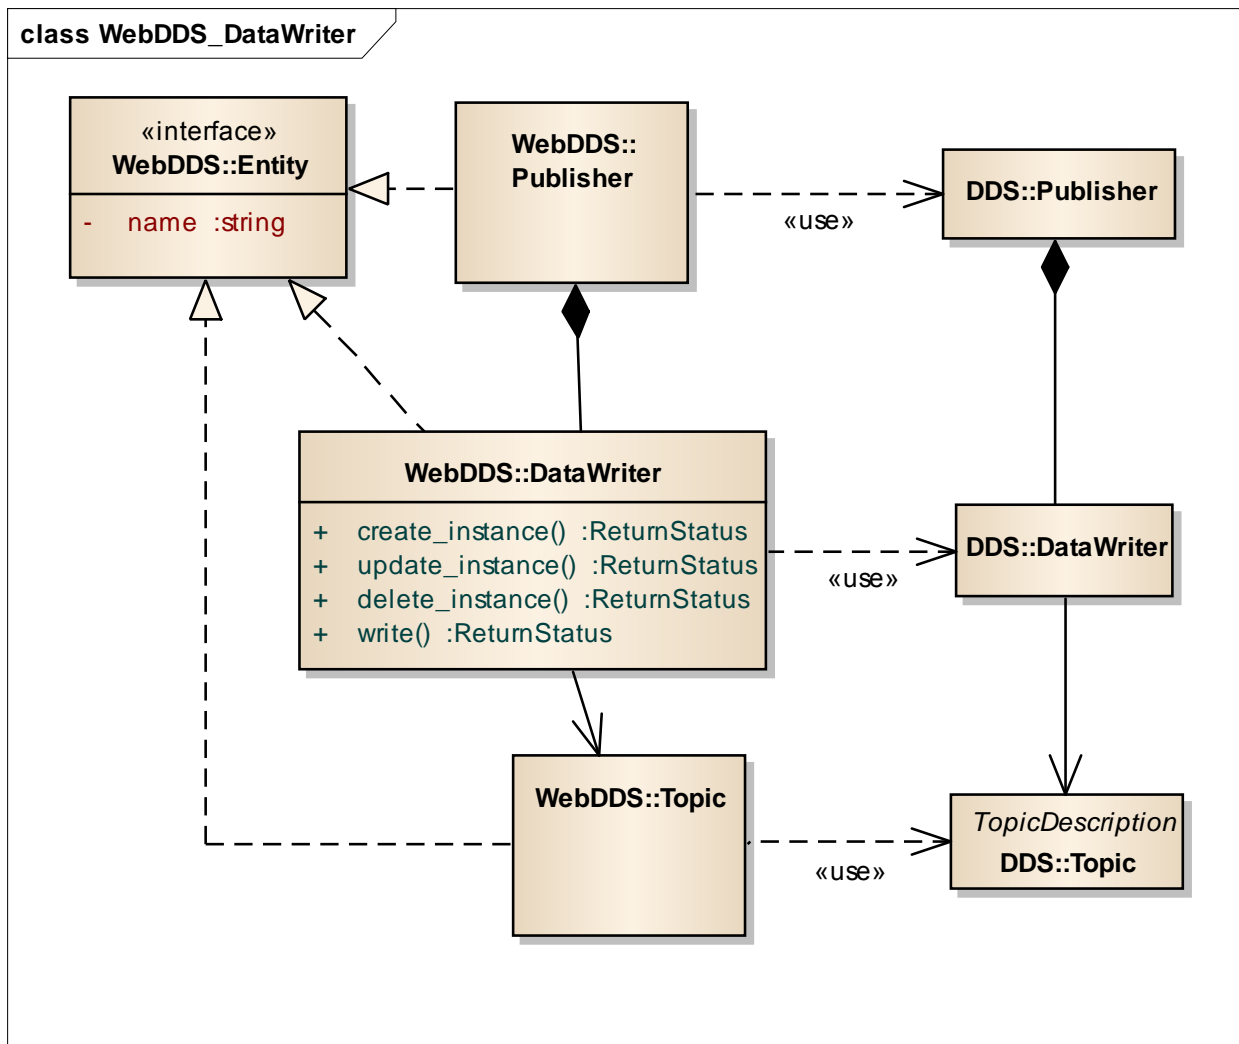 class WebDDS_DataWriter
«interface»
WebDDS::Entity
- name :string
WebDDS::
Publisher
DDS::Publisher
«use»
WebDDS::DataWriter
+ create_instance() :ReturnStatus
+ update_instance() :ReturnStatus
+ delete_instance() :ReturnStatus
+ write() :ReturnStatus
DDS::DataWriter
«use»
WebDDS::Topic
TopicDescription
DDS::Topic
«use»